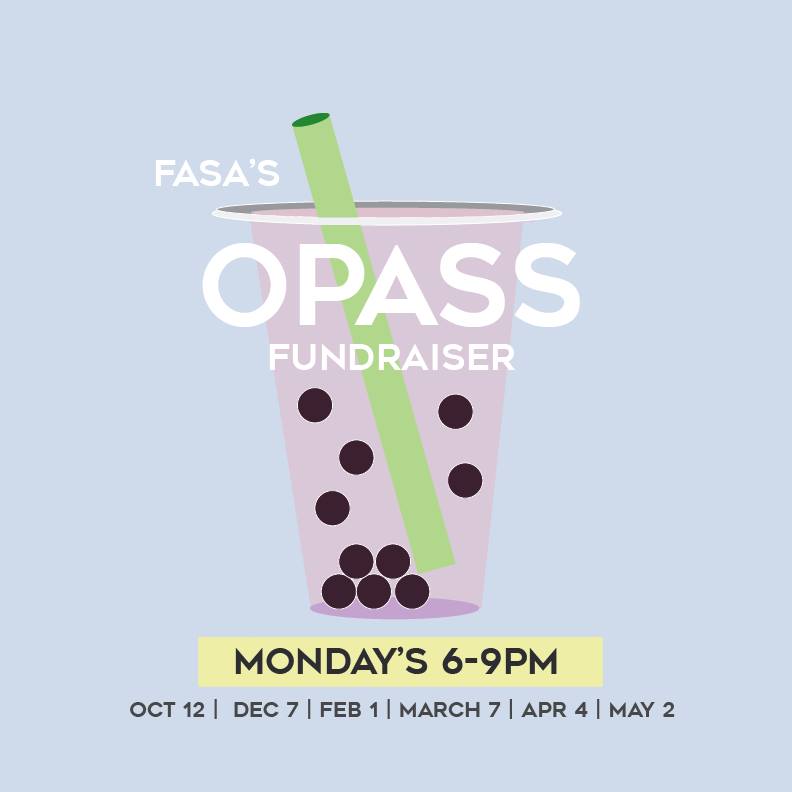 FASA'S
OPASS
FUNDRAISER
MONDAY'S 6-9PM
OCT 12 | DEC 7 | FEB 1 | MARCH 7 | APR 4 | MAY 2